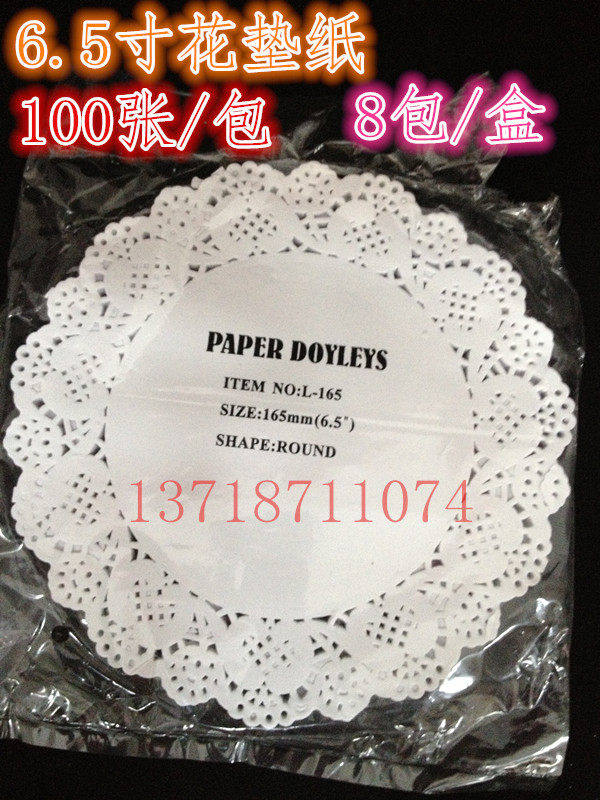 6.5寸花垫纸
100张/包 8包/盒
PAPER DOYLEYS
ITEM NO:L-165
SIZE:165mm(6.5")
SHAPE:ROUND
13718711074